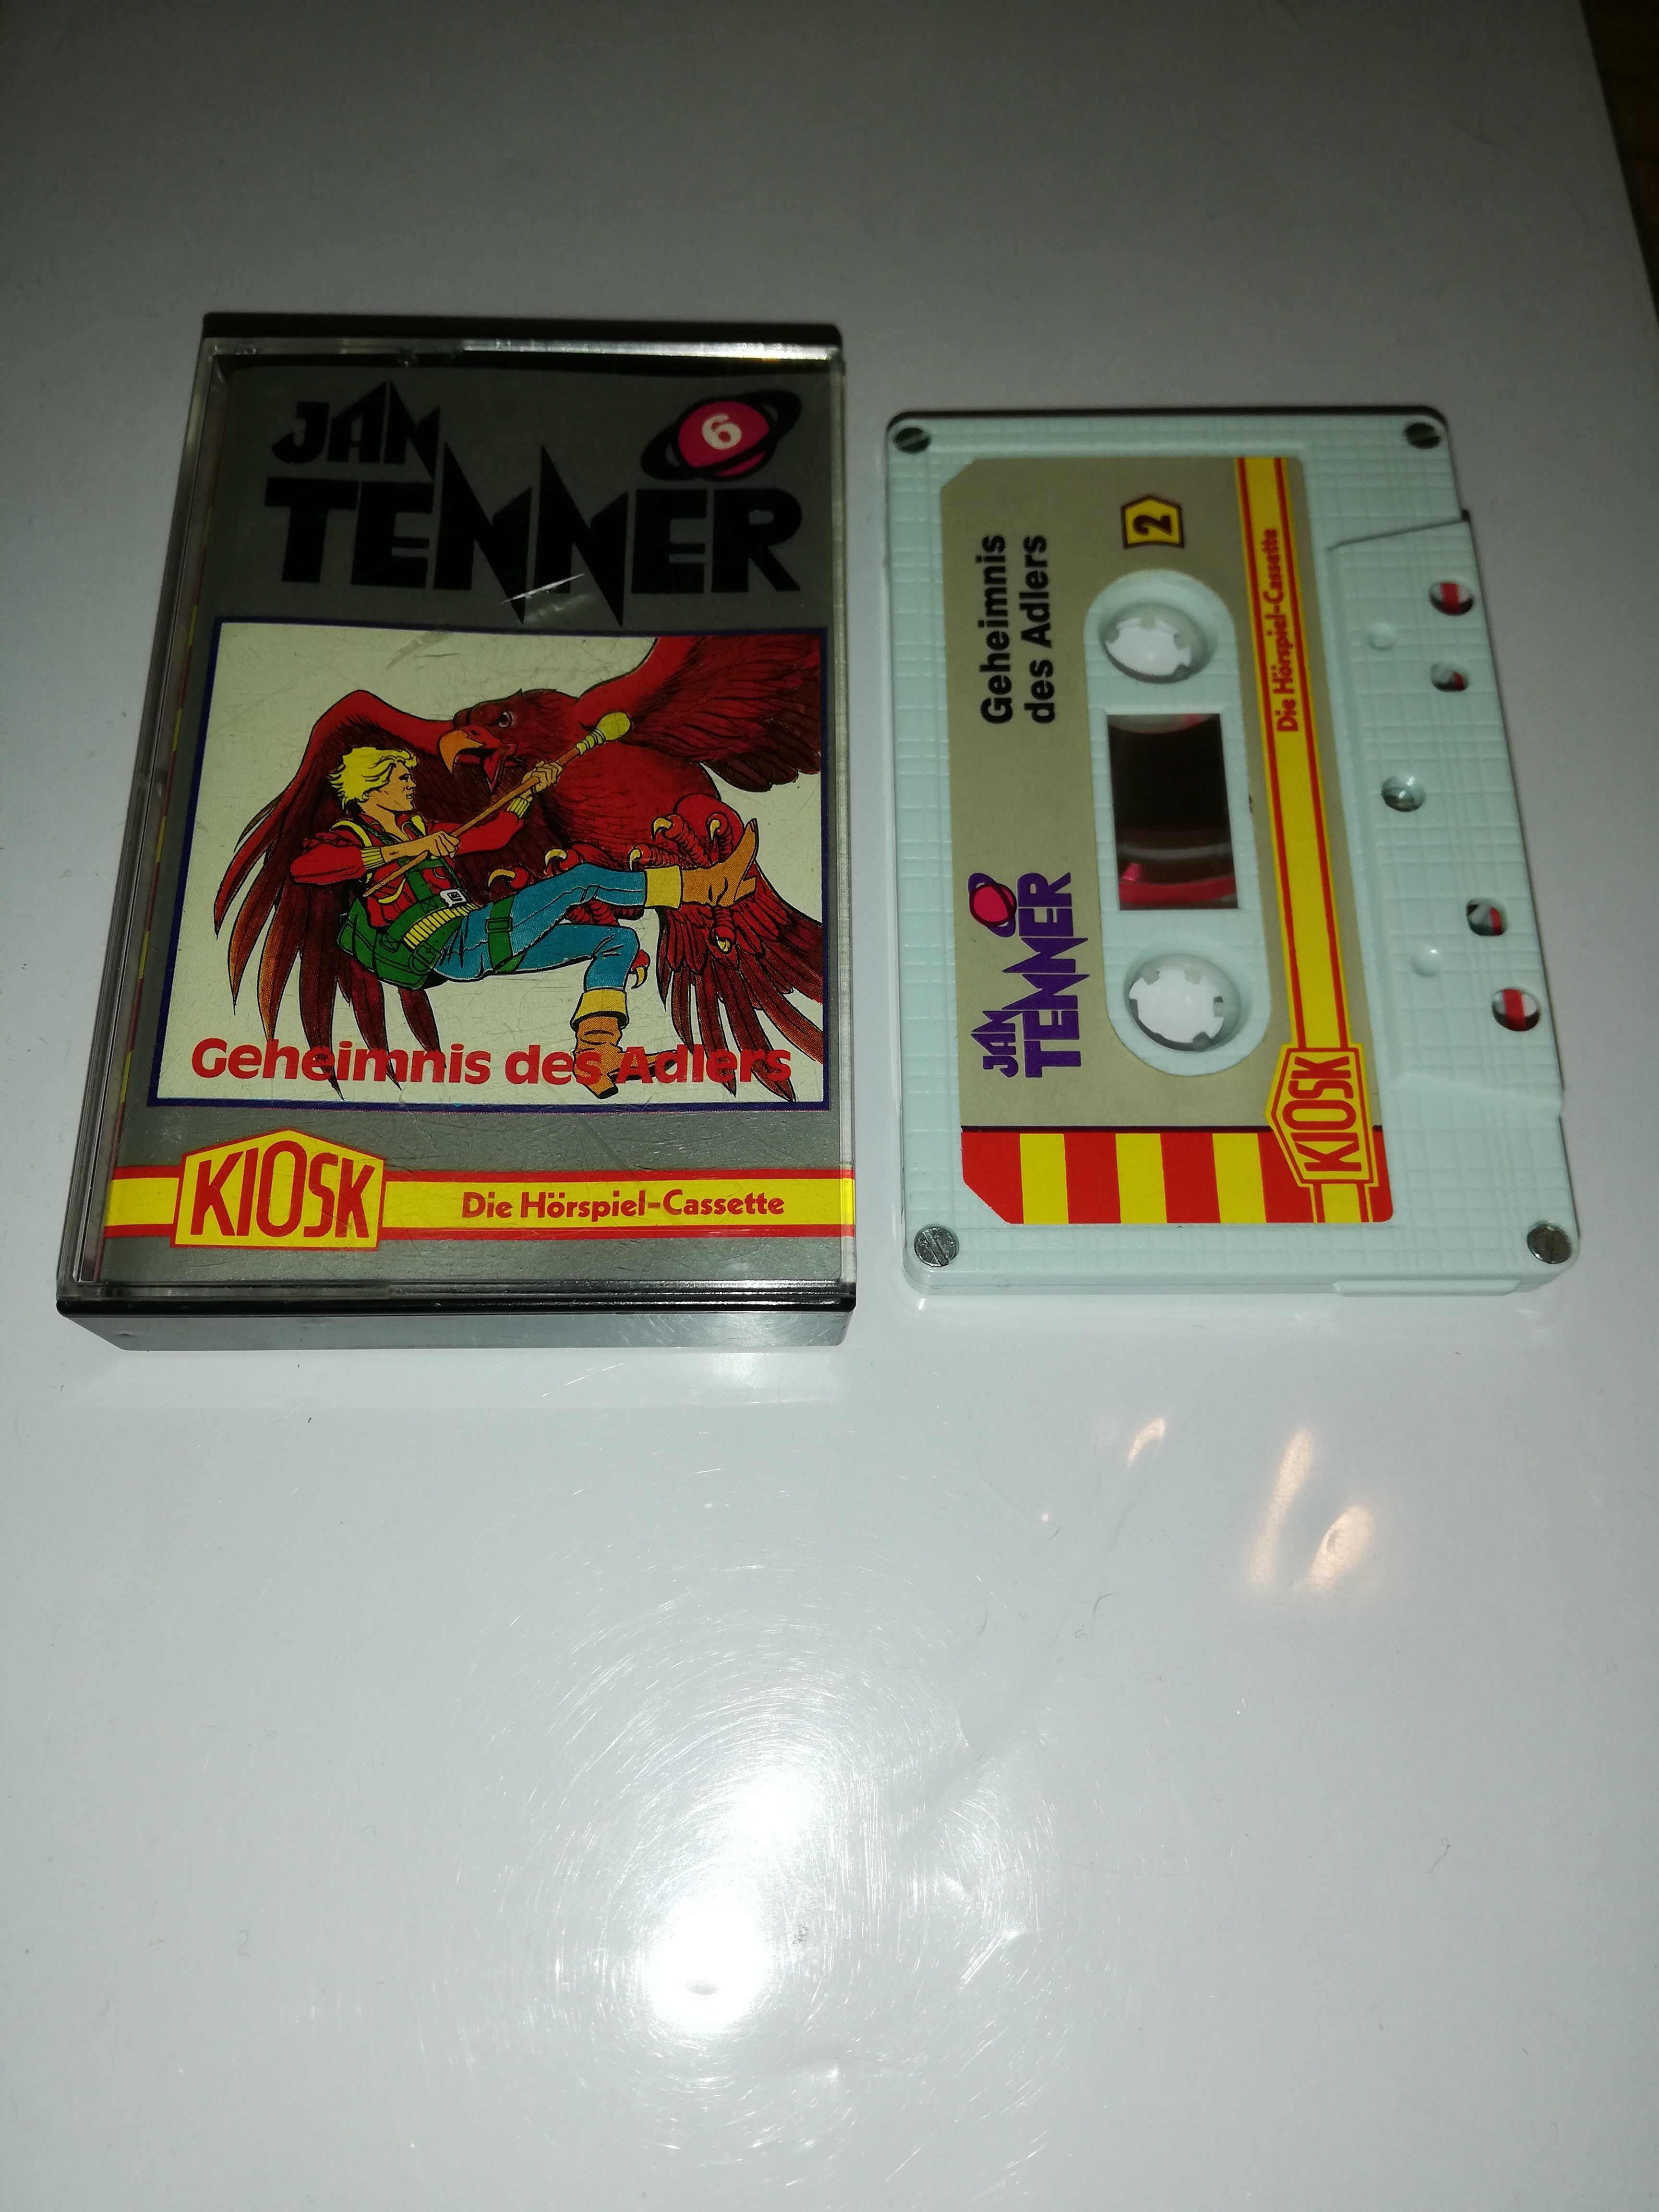 JAN
TENNER
6
Geheimnis des Adlers
KIOSK
Die Hörspiel-Cassette
Geheimnis
des Adlers
2
JAN
TENNER
Die Hörspiel-Cassette
KIOSK